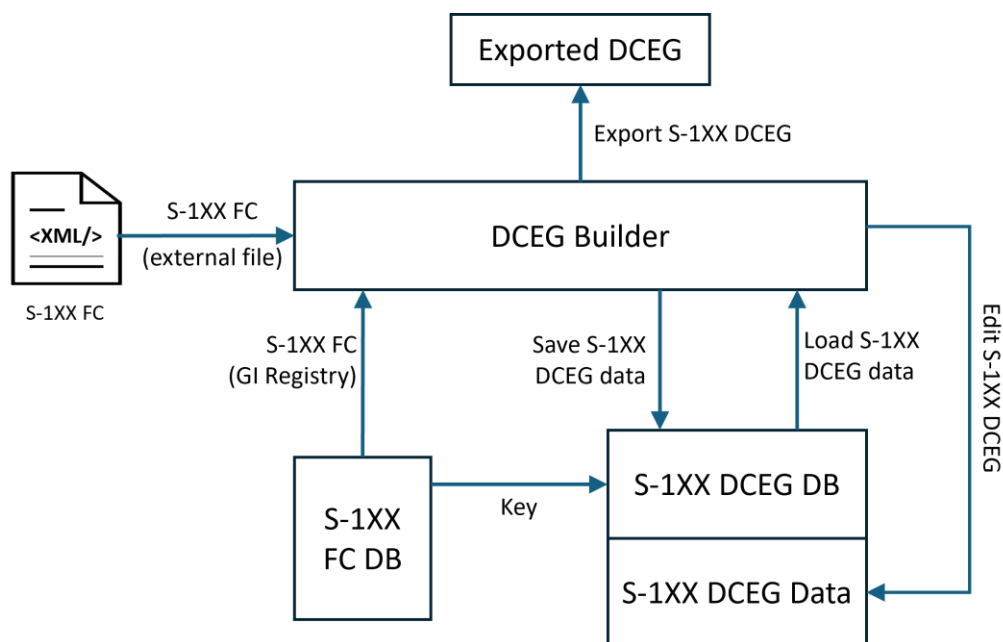 Exported DCEG
Export S-1XX DCEG
S-1XX FC
(external file)
<XML/>
S-1XX FC
DCEG Builder
S-1XX FC
(GI Registry)
Save S-1XX
DCEG data
Load S-1XX
DCEG data
Edit S-1XX DCEG
S-1XX
FC DB
Key
S-1XX DCEG DB
S-1XX DCEG Data